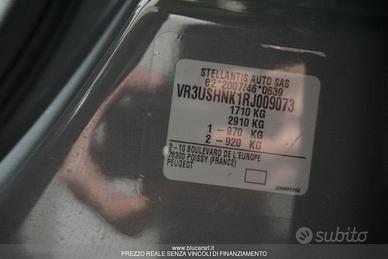 STELLANTIS AUTO SAS
e2*2007/46*0639
VR3USHNK1RJ009073
1710 KG
2910 KG
1 - 970 KG
2 - 920 KG
2-10 BOULEVARD DE L'EUROPE
78300 POISSY (FRANCE)
PEUGEOT
subito
www.blucarsrl.it
PREZZO REALE SENZA VINCOLI DI FINANZIAMENTO